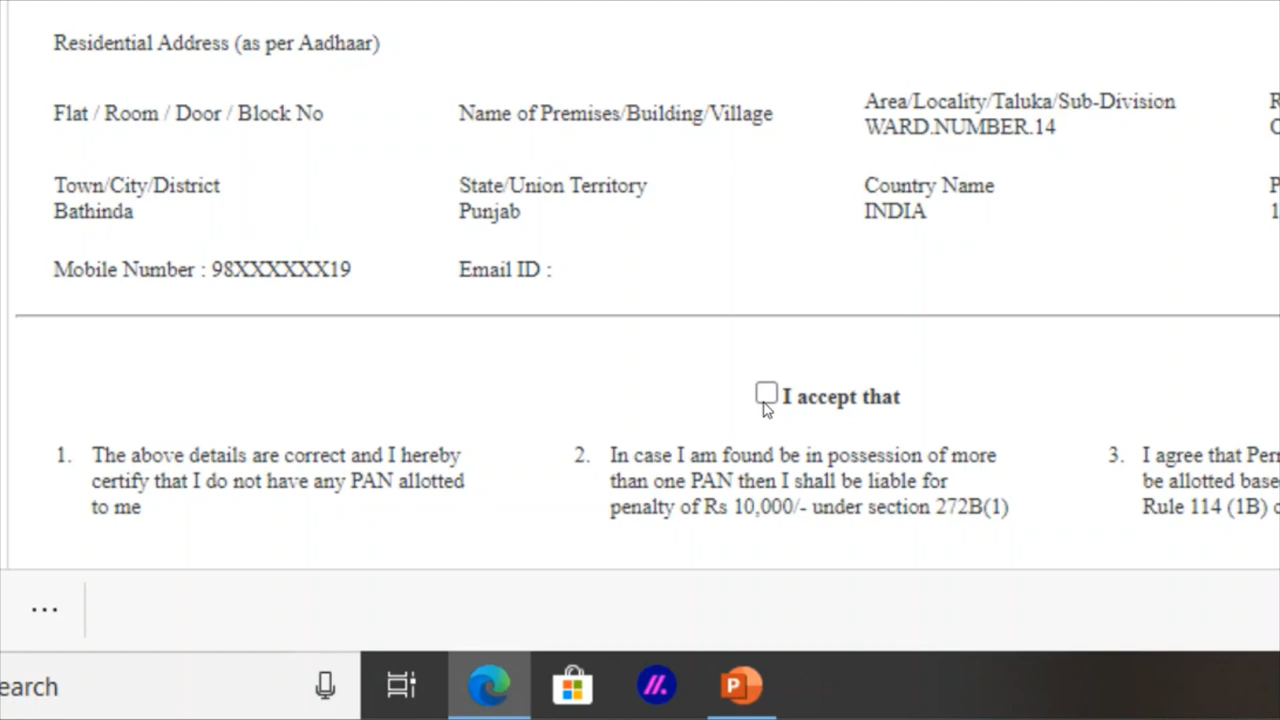 Residential Address (as per Aadhaar)
Flat / Room / Door / Block No
Name of Premises/Building/Village
Area/Locality/Taluka/Sub-Division
WARD.NUMBER.14
Town/City/District
Bathinda
State/Union Territory
Punjab
Country Name
INDIA
Mobile Number : 98XXXXXX19
Email ID :
I accept that
1. The above details are correct and I hereby
certify that I do not have any PAN allotted
to me
2. In case I am found be in possession of more
than one PAN then I shall be liable for
penalty of Rs 10,000/- under section 272B(1)
3. I agree that
be allotted
Rule 114 (1B)
...
P